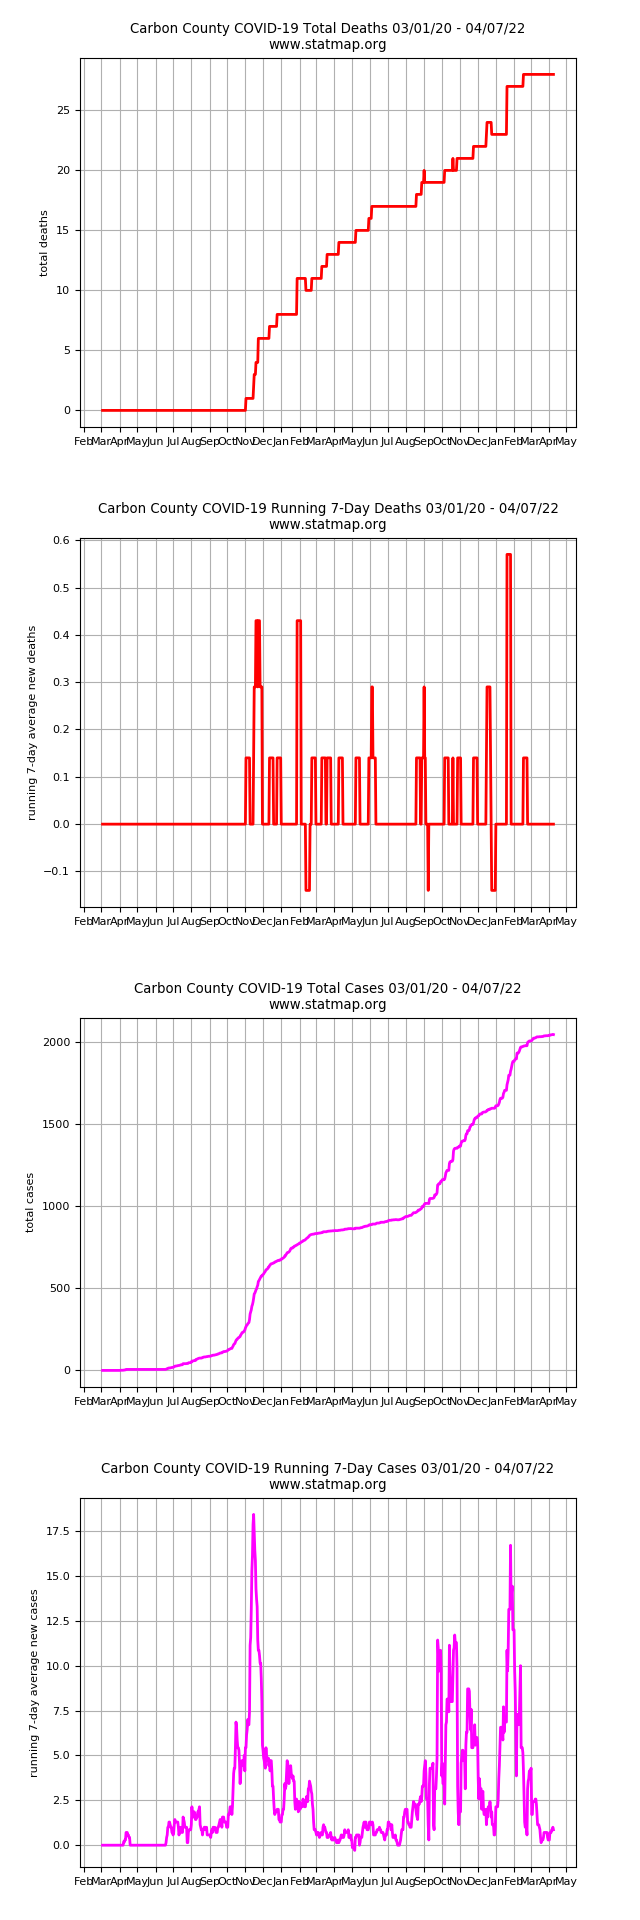 Carbon County COVID-19 Total Deaths 03/01/20 - 04/07/22
www.statmap.org
25
20
15
10
5
0
total deaths
Feb Mar Apr May Jun Jul Aug Sep Oct Nov Dec Jan Feb Mar Apr May Jun Jul Aug Sep Oct Nov Dec Jan Feb Mar Apr May
Carbon County COVID-19 Running 7-Day Deaths 03/01/20 - 04/07/22
www.statmap.org
0.6
0.5
0.4
0.3
0.2
0.1
0.0
−0.1
running 7-day average new deaths
Feb Mar Apr May Jun Jul Aug Sep Oct Nov Dec Jan Feb Mar Apr May Jun Jul Aug Sep Oct Nov Dec Jan Feb Mar Apr May
Carbon County COVID-19 Total Cases 03/01/20 - 04/07/22
www.statmap.org
2000
1500
1000
500
0
total cases
Feb Mar Apr May Jun Jul Aug Sep Oct Nov Dec Jan Feb Mar Apr May Jun Jul Aug Sep Oct Nov Dec Jan Feb Mar Apr May
Carbon County COVID-19 Running 7-Day Cases 03/01/20 - 04/07/22
www.statmap.org
17.5
15.0
12.5
10.0
7.5
5.0
2.5
0.0
running 7-day average new cases
Feb Mar Apr May Jun Jul Aug Sep Oct Nov Dec Jan Feb Mar Apr May Jun Jul Aug Sep Oct Nov Dec Jan Feb Mar Apr May